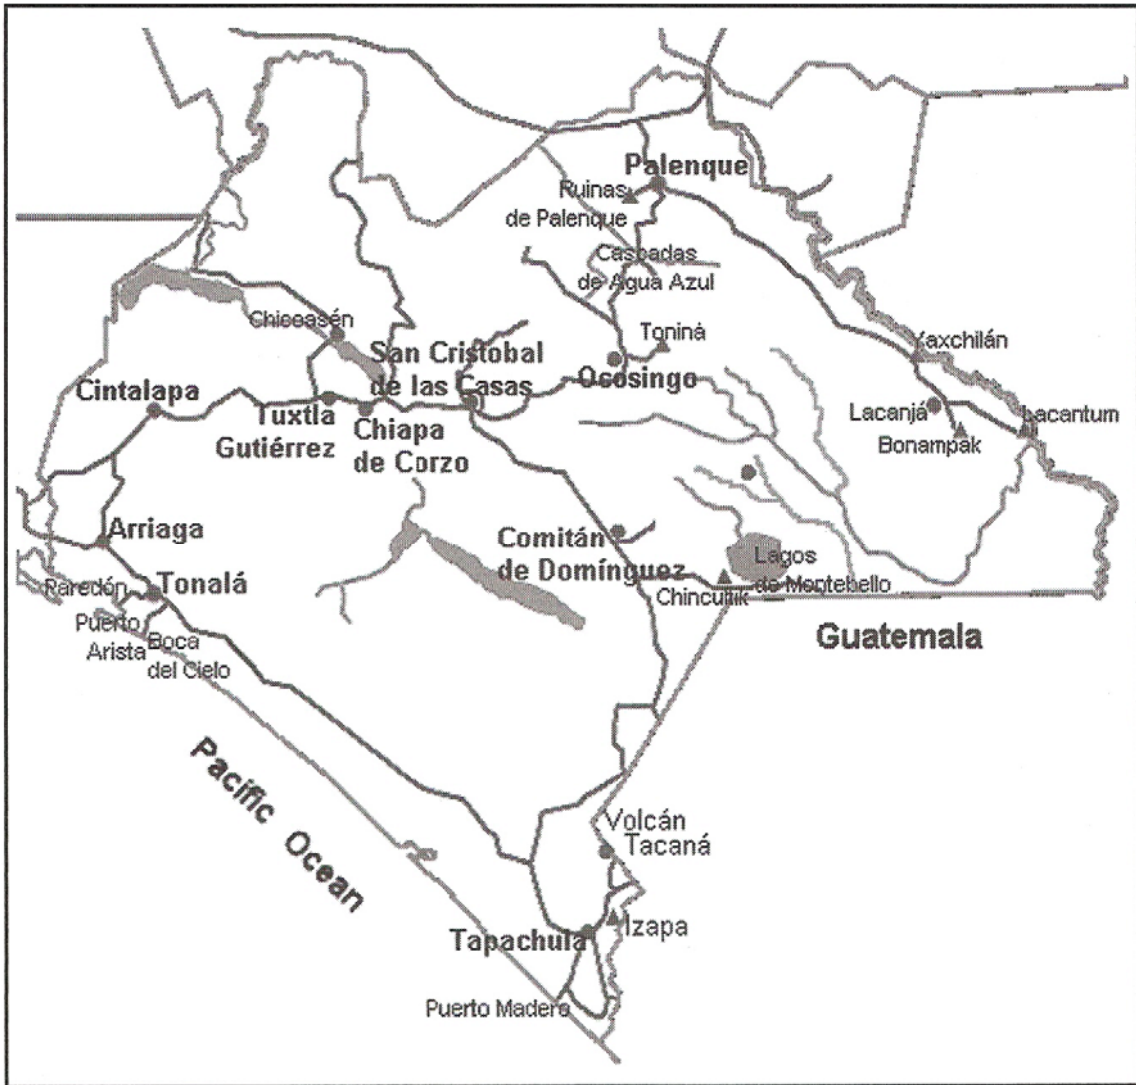 Palenque
Ruinas
de Palenque
Cascadas
de Agua Azul
Chicoasén
Toniná
San Cristobal
de las Casas
Ocosingo
Yaxchilán
Cintalapa
Tuxtla
Gutiérrez
Chiapa
de Corzo
Lacanjá
Bonampak
Lacantum
Arriaga
Comitán
de Domínguez
Lagos
de Montebello
Chincultik
Paredón
Tonalá
Puerto
Arista
Boca
del Cielo
Guatemala
Pacific Ocean
Volcán
Tacaná
Izapa
Tapachula
Puerto Madero